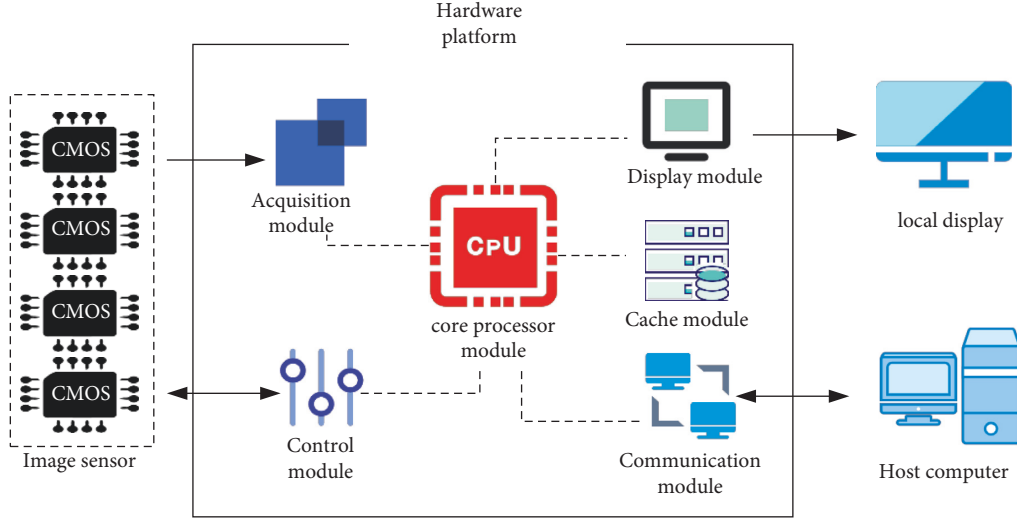 Hardware
platform
CMOS
CMOS
CMOS
CMOS
Image sensor
Acquisition
module
Control
module
CPU
core processor
module
Display module
Cache module
Communication
module
local display
Host computer